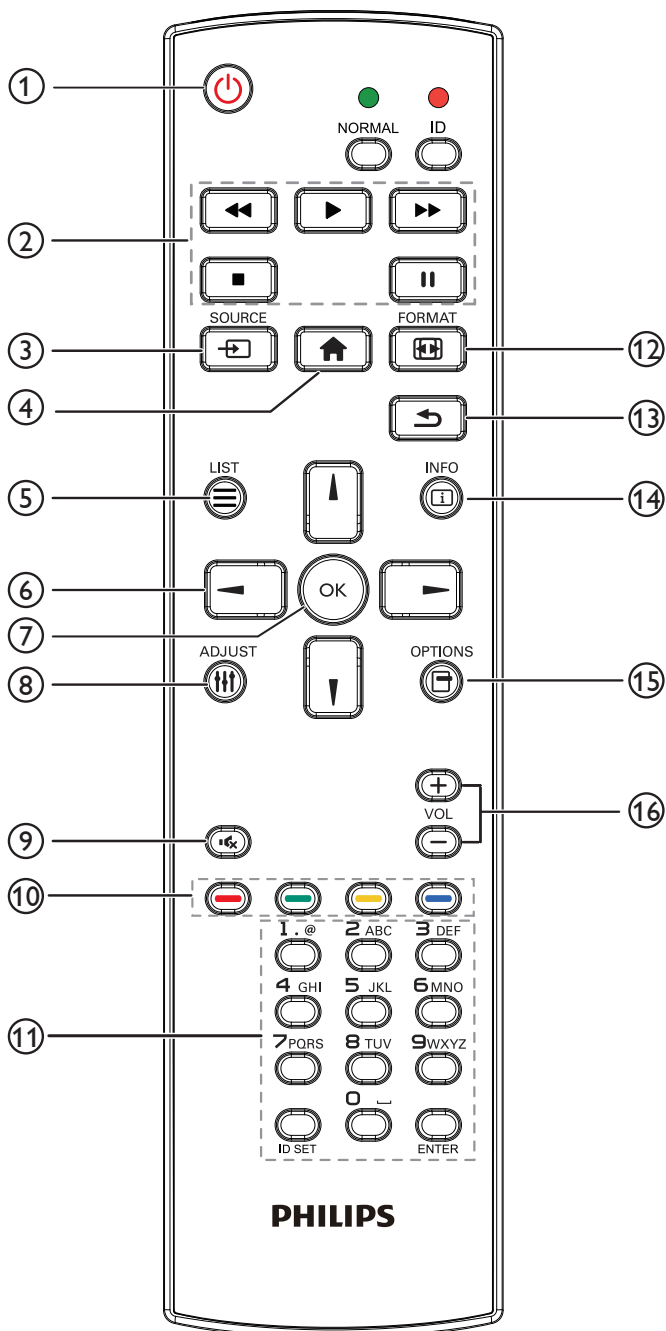 1
NORMAL ID
2
SOURCE FORMAT
3
12
4
13
LIST INFO
5
i
14
6
OK
7
ADJUST OPTIONS
8
15
+
VOL
16
9
−
10
1 . @ 2 ABC 3 DEF
4 GHI 5 JKL 6 MNO
11
7 PQRS 8 TUV 9 WXYZ
0 ⎵
ID SET ENTER
PHILIPS